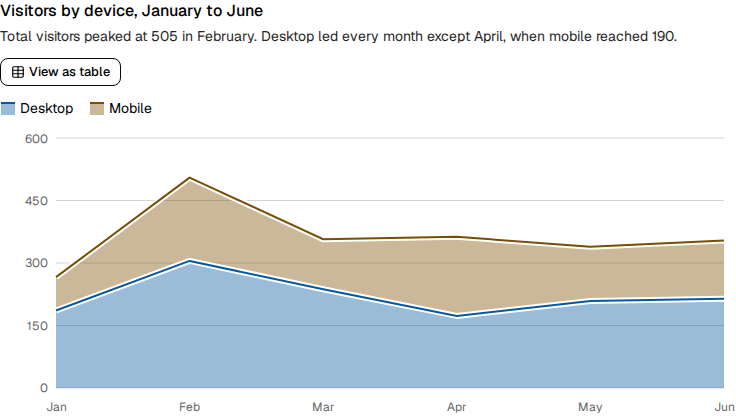 Visitors by device, January to June
Total visitors peaked at 505 in February. Desktop led every month except April, when mobile reached 190.
View as table
Desktop Mobile
600
450
300
150
0
Jan Feb Mar Apr May Jun